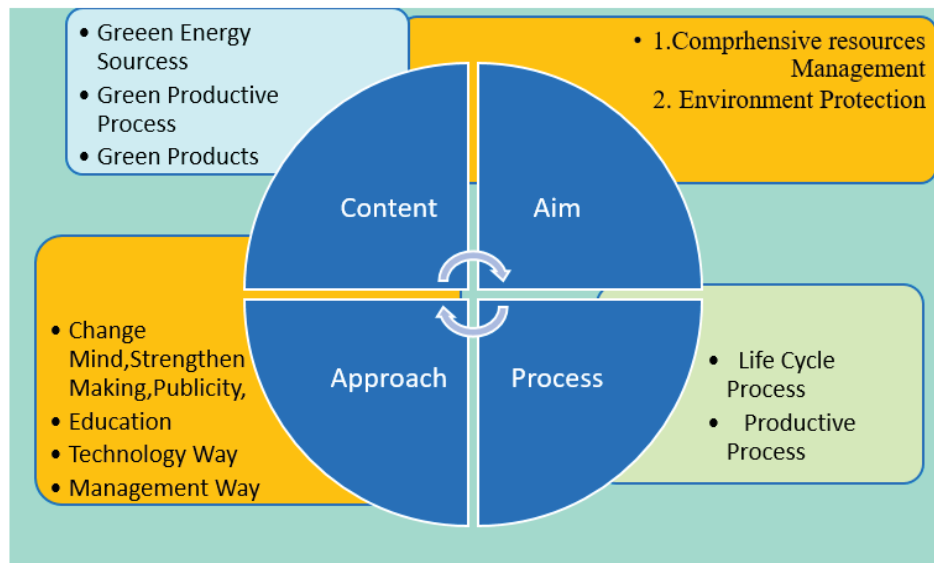 • Greeen Energy
Sourcess
• Green Productive
Process
• Green Products
• 1.Comprhensive resources
Management
2. Environment Protection
Content
Aim
• Change
Mind,Strengthen
Making,Publicity,
• Education
• Technology Way
• Management Way
Approach
Process
• Life Cycle
Process
• Productive
Process